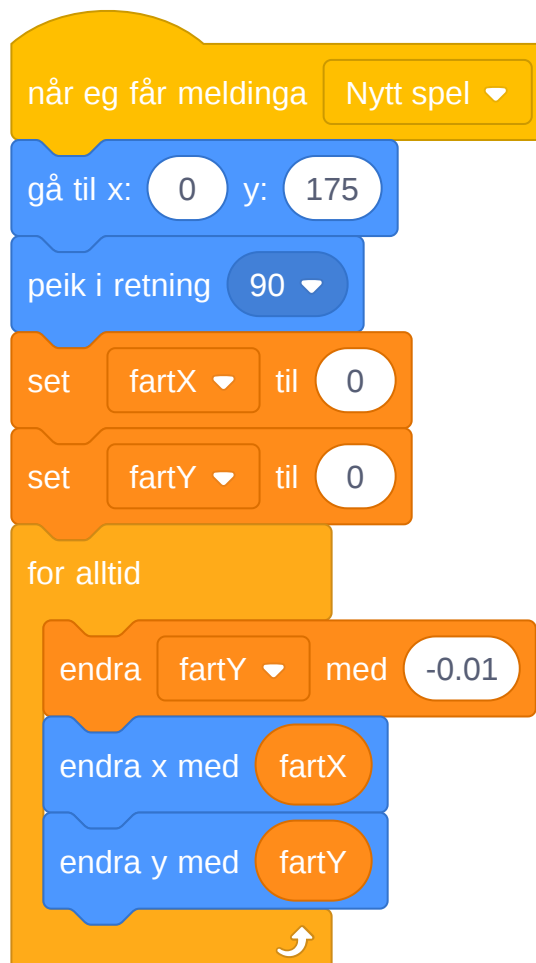 når eg får meldinga Nytt spel
gå til x: 0 y: 175
peik i retning 90
set fartX til 0
set fartY til 0
for alltid
endra fartY med -0.01
endra x med fartX
endra y med fartY